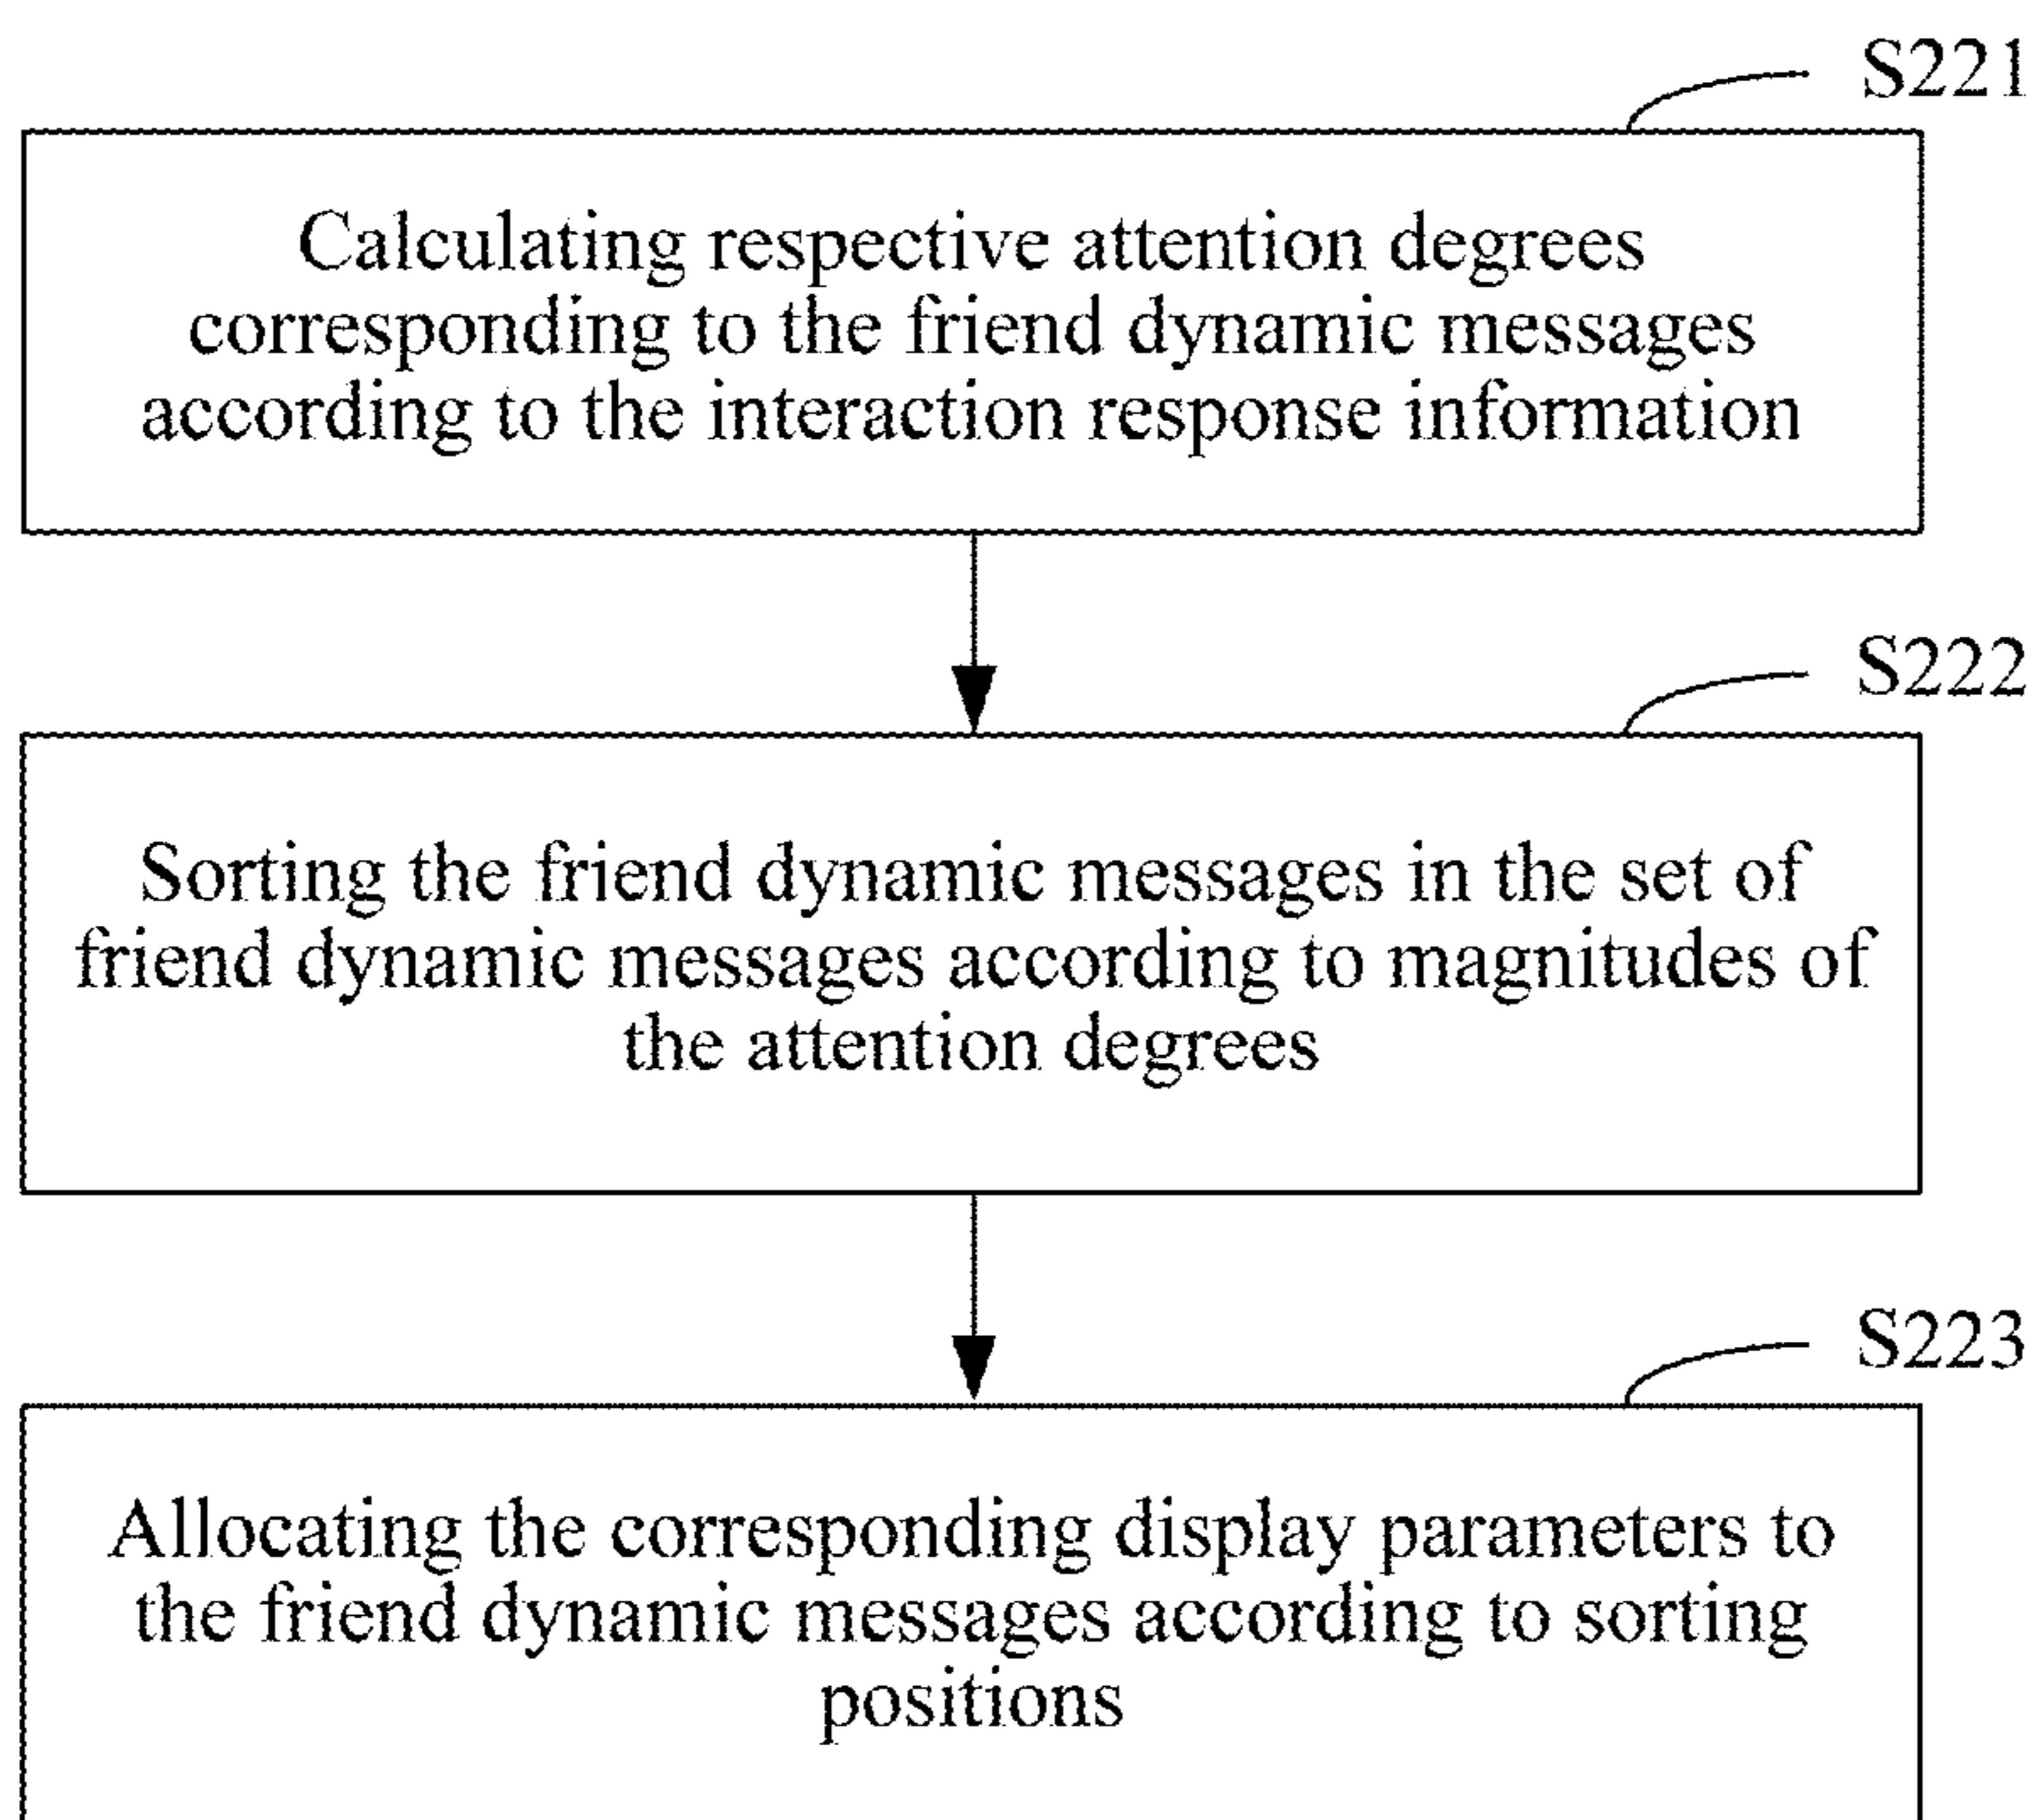 S221
Calculating respective attention degrees
corresponding to the friend dynamic messages
according to the interaction response information
S222
Sorting the friend dynamic messages in the set of
friend dynamic messages according to magnitudes of
the attention degrees
S223
Allocating the corresponding display parameters to
the friend dynamic messages according to sorting
positions